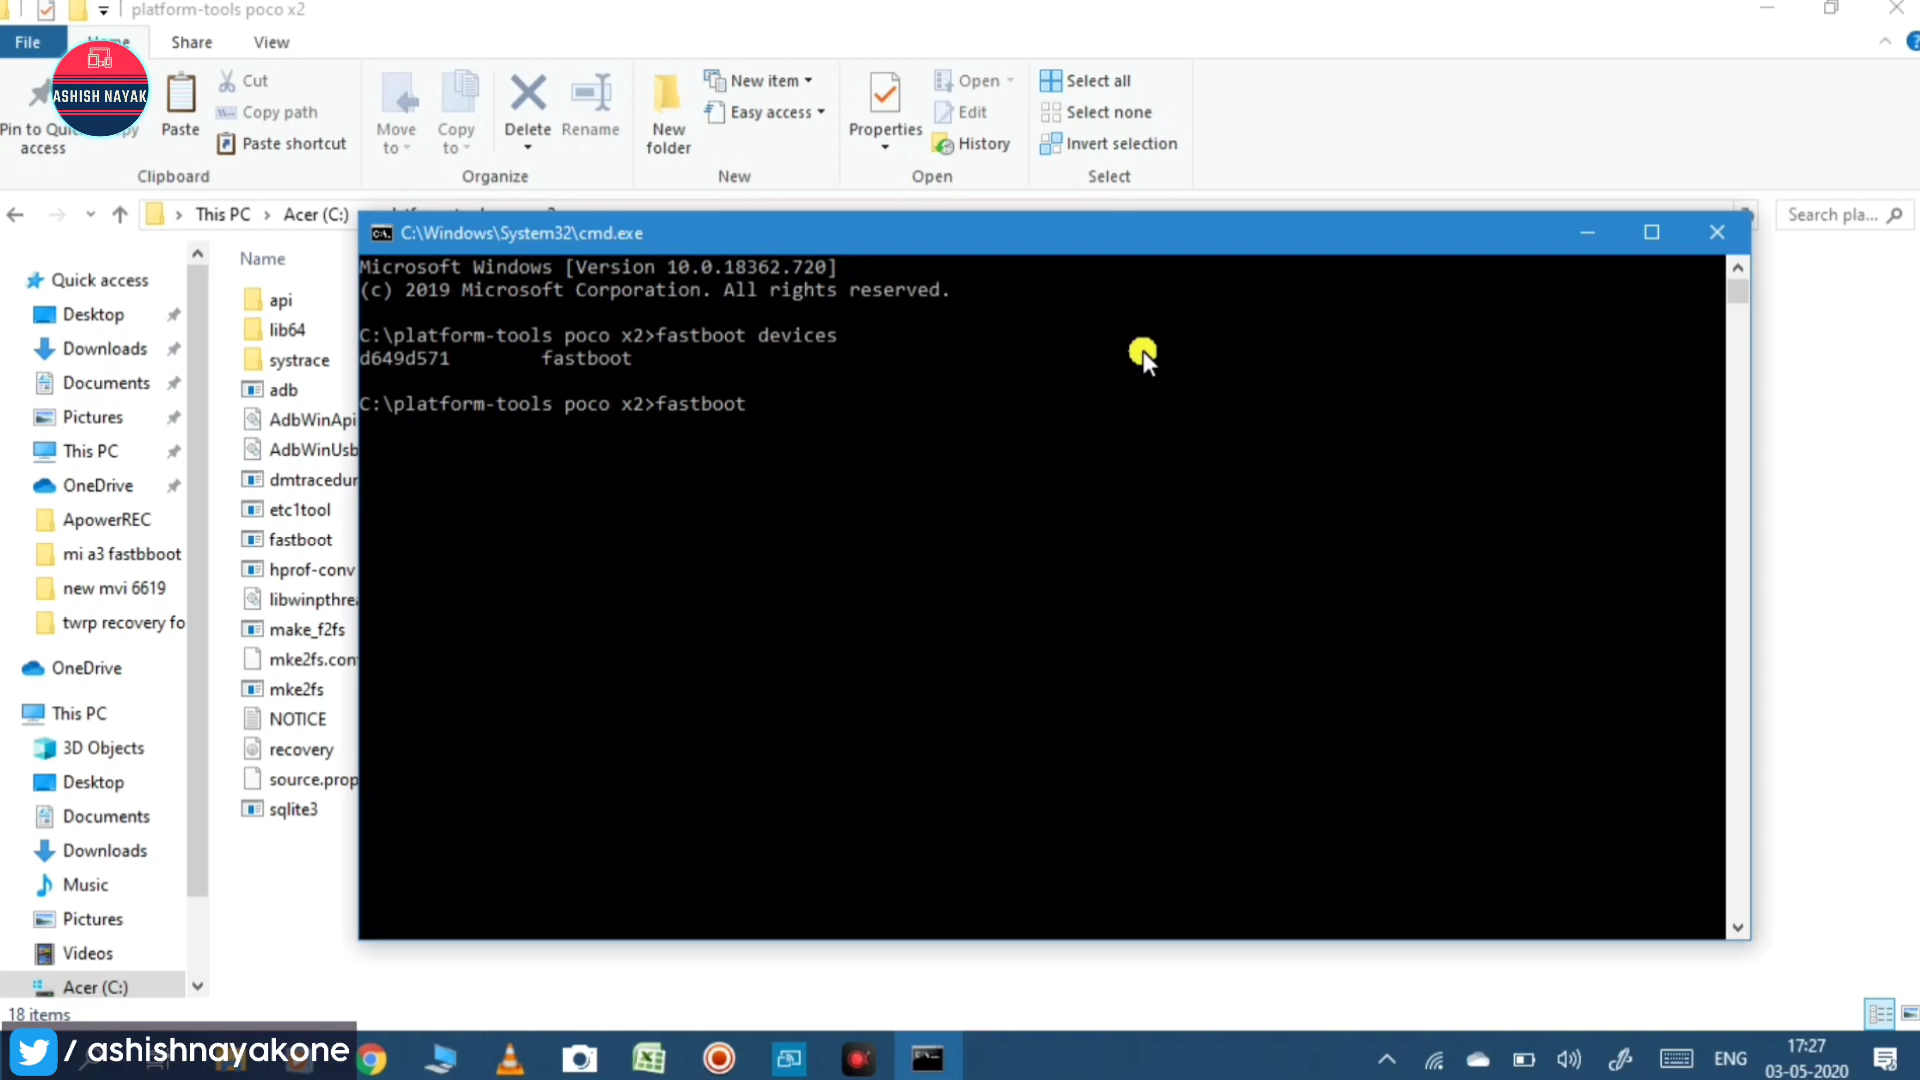 platform-tools poco x2
File
Share
View
ASHISH NAYAK
Pin to
access
Paste
Cut
Copy path
Paste shortcut
Clipboard
Move
to
Copy
to
Delete
Rename
Organize
New
folder
New item
Easy access
New
Properties
Open
Edit
History
Open
Select all
Select none
Invert selection
Select
This PC
Acer (C:)
Search pla...
C:\Windows\System32\cmd.exe
Microsoft Windows [Version 10.0.18362.720]
(c) 2019 Microsoft Corporation. All rights reserved.
C:\platform-tools poco x2>fastboot devices
d649d571 fastboot
C:\platform-tools poco x2>fastboot
Quick access
Desktop
Downloads
Documents
Pictures
This PC
OneDrive
ApowerREC
mi a3 fastbboot
new mvi 6619
twrp recovery fo
OneDrive
This PC
3D Objects
Desktop
Documents
Downloads
Music
Pictures
Videos
Acer (C:)
Name
api
lib64
systrace
adb
AdbWinApi
AdbWinUsb
dmtracedur
etc1tool
fastboot
hprof-conv
libwinpthrea
make_f2fs
mke2fs.con
mke2fs
NOTICE
recovery
source.prop
sqlite3
18 items
/ ashishnayakone
ENG
17:27
03-05-2020